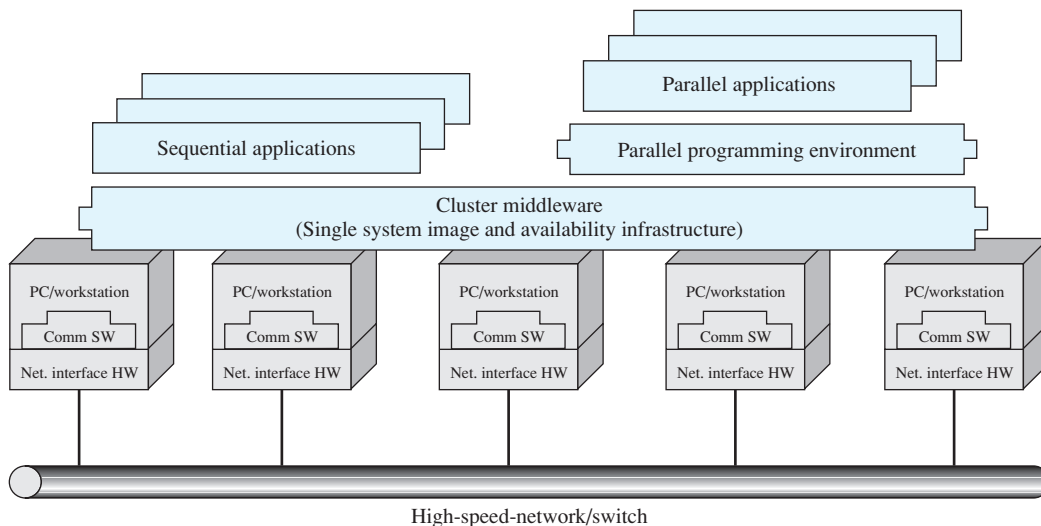 Parallel applications
Sequential applications
Parallel programming environment
Cluster middleware
(Single system image and availability infrastructure)
PC/workstation
Comm SW
Net. interface HW
PC/workstation
Comm SW
Net. interface HW
PC/workstation
Comm SW
Net. interface HW
PC/workstation
Comm SW
Net. interface HW
PC/workstation
Comm SW
Net. interface HW
High-speed-network/switch